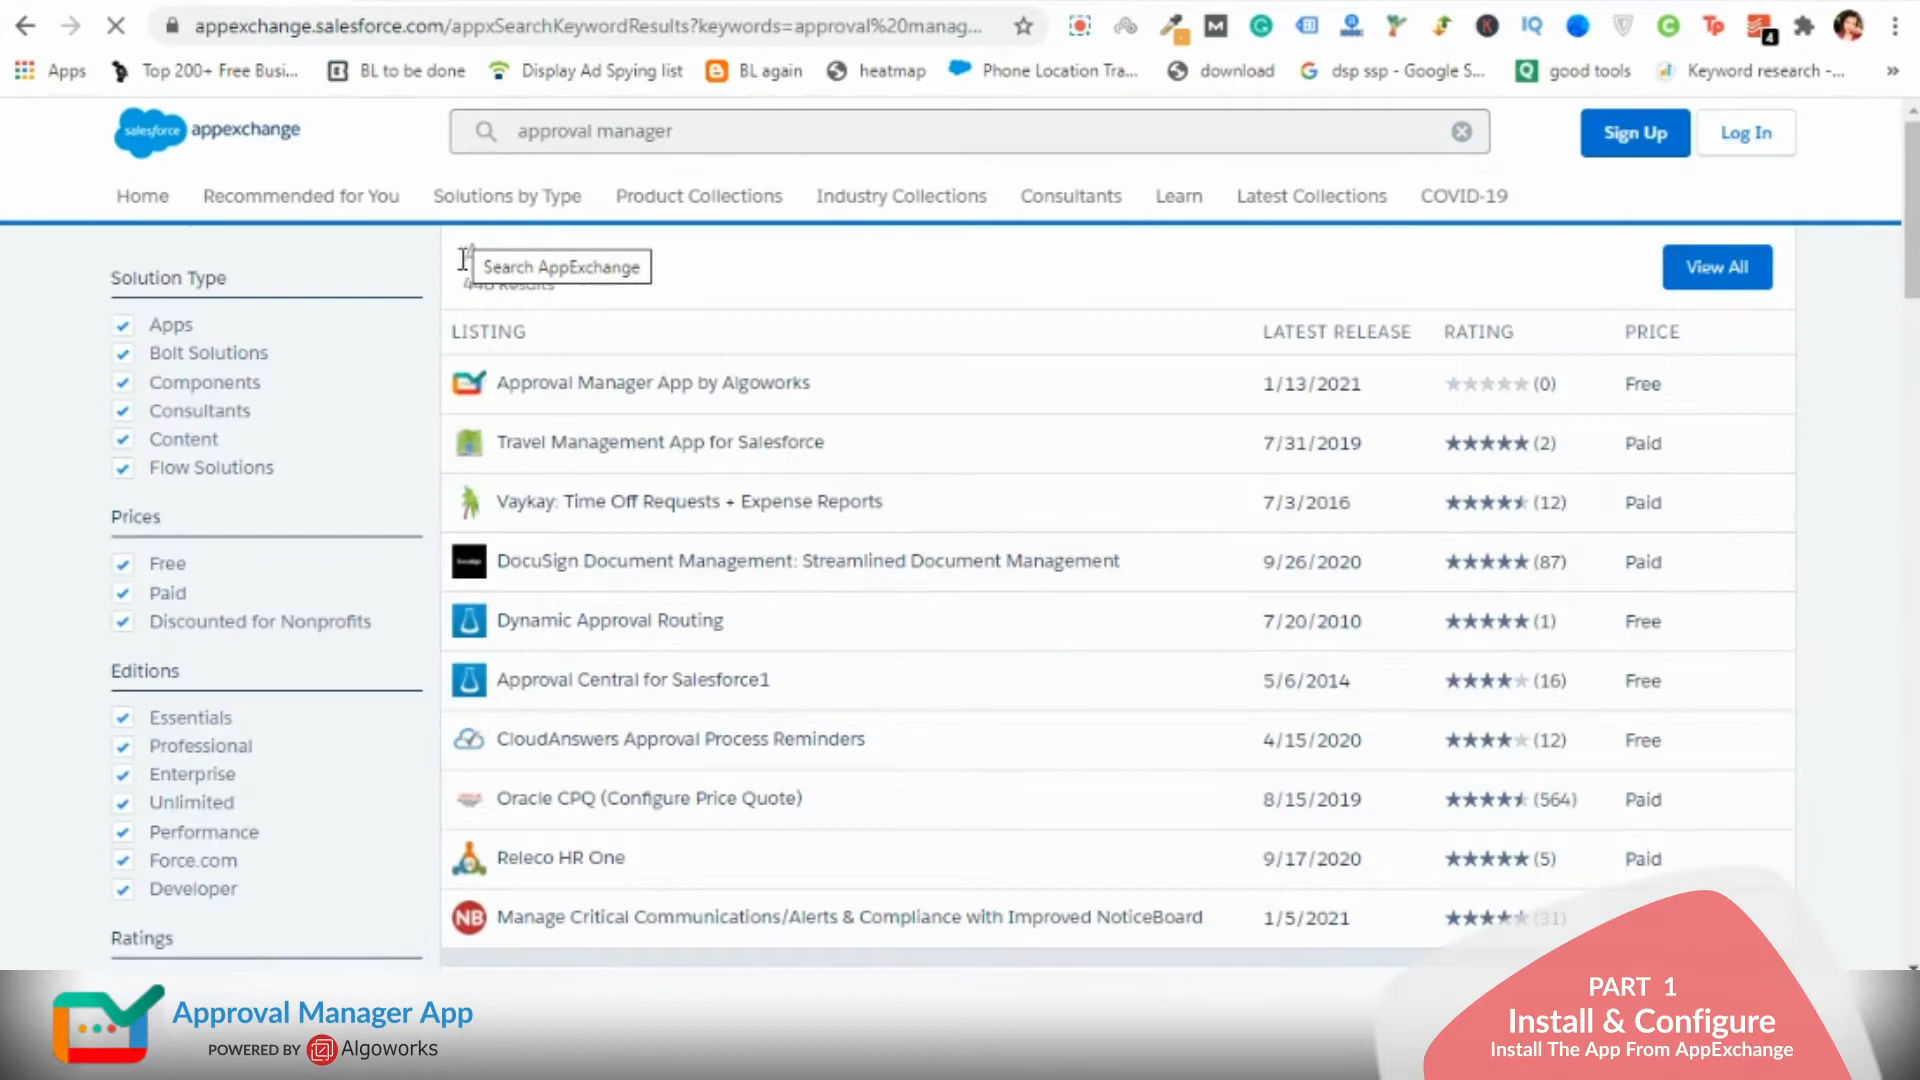 appexchange.salesforce.com/appxSearchKeywordResults?keywords=approval%20manag...
4
Apps
Top 200+ Free Busi...
BL to be done
Display Ad Spying list
BL again
heatmap
Phone Location Tra...
download
dsp ssp - Google S...
good tools
Keyword research -...
»
salesforce appexchange
approval manager
Sign Up
Log In
Home
Recommended for You
Solutions by Type
Product Collections
Industry Collections
Consultants
Learn
Latest Collections
COVID-19
Solution Type
Apps
Bolt Solutions
Components
Consultants
Content
Flow Solutions
Prices
Free
Paid
Discounted for Nonprofits
Editions
Essentials
Professional
Enterprise
Unlimited
Performance
Force.com
Developer
Ratings
Search AppExchange
Results
View All
LISTING LATEST RELEASE RATING PRICE
Approval Manager App by Algoworks 1/13/2021 (0) Free
Travel Management App for Salesforce 7/31/2019 (2) Paid
Vaykay: Time Off Requests + Expense Reports 7/3/2016 (12) Paid
DocuSign Document Management: Streamlined Document Management 9/26/2020 (87) Paid
Dynamic Approval Routing 7/20/2010 (1) Free
Approval Central for Salesforce1 5/6/2014 (16) Free
CloudAnswers Approval Process Reminders 4/15/2020 (12) Free
Oracle CPQ (Configure Price Quote) 8/15/2019 (564) Paid
Releco HR One 9/17/2020 (5) Paid
NB Manage Critical Communications/Alerts & Compliance with Improved NoticeBoard 1/5/2021 (31)
Approval Manager App
POWERED BY Algoworks
PART 1
Install & Configure
Install The App From AppExchange